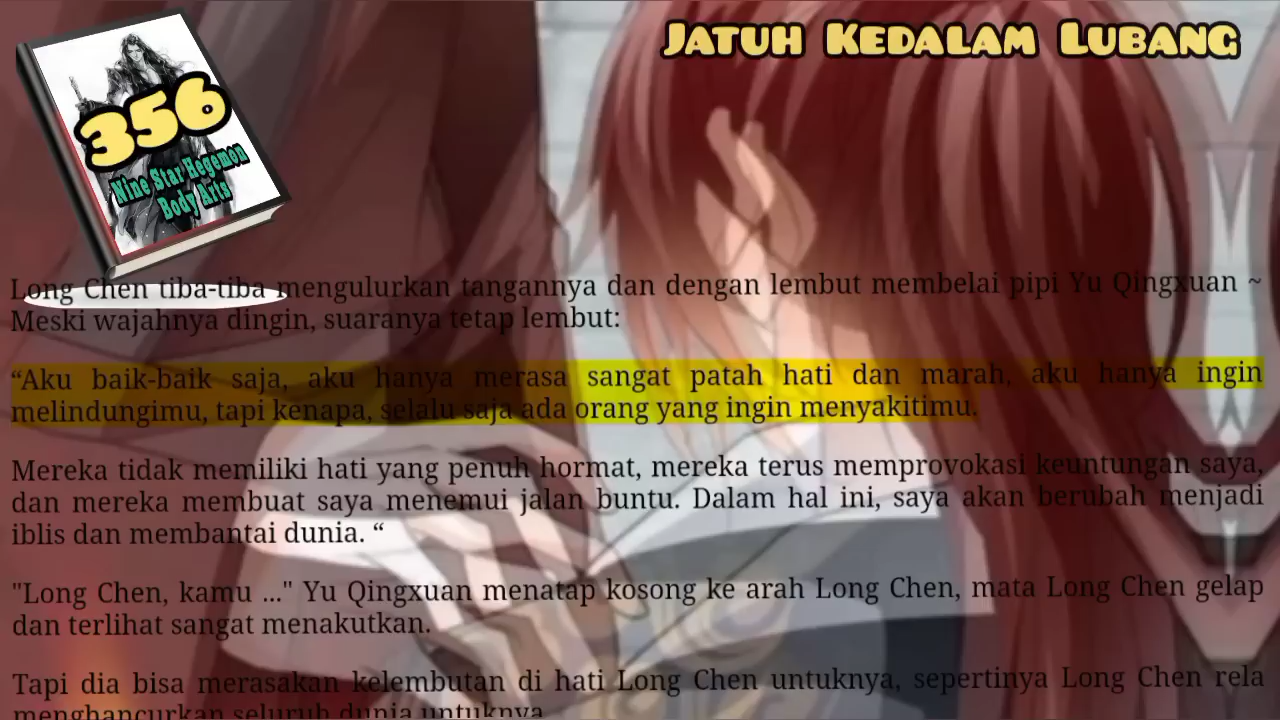 Jatuh Kedalam Lubang
356
Nine Star Hegemon
Body Arts
Long Chen tiba-tiba mengulurkan tangannya dan dengan lembut membelai pipi Yu Qingxuan ~
Meski wajahnya dingin, suaranya tetap lembut:
“Aku baik-baik saja, aku hanya merasa sangat patah hati dan marah, aku hanya ingin
melindungimu, tapi kenapa, selalu saja ada orang yang ingin menyakitimu.
Mereka tidak memiliki hati yang penuh hormat, mereka terus memprovokasi keuntungan saya,
dan mereka membuat saya menemui jalan buntu. Dalam hal ini, saya akan berubah menjadi
iblis dan membantai dunia. “
"Long Chen, kamu ..." Yu Qingxuan menatap kosong ke arah Long Chen, mata Long Chen gelap
dan terlihat sangat menakutkan.
Tapi dia bisa merasakan kelembutan di hati Long Chen untuknya, sepertinya Long Chen rela
menghancurkan seluruh dunia untuknya